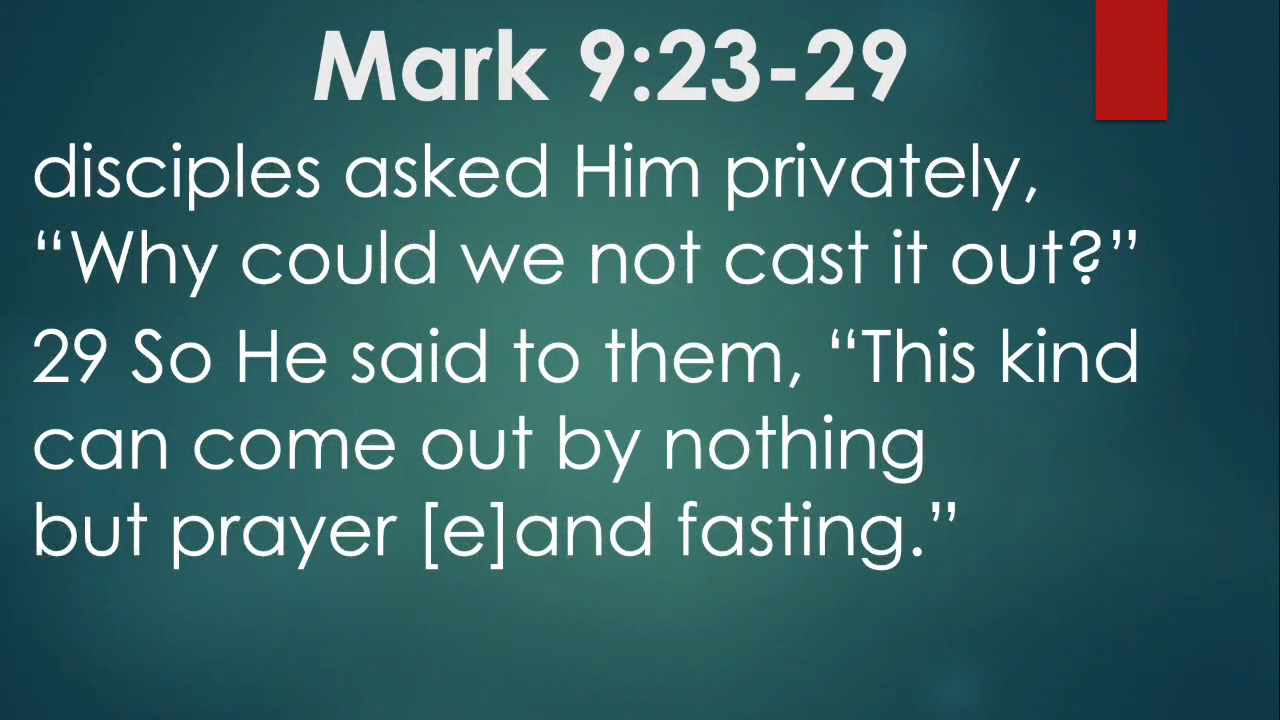 Mark 9:23-29
disciples asked Him privately,
“Why could we not cast it out?”
29 So He said to them, “This kind
can come out by nothing
but prayer [e]and fasting.”